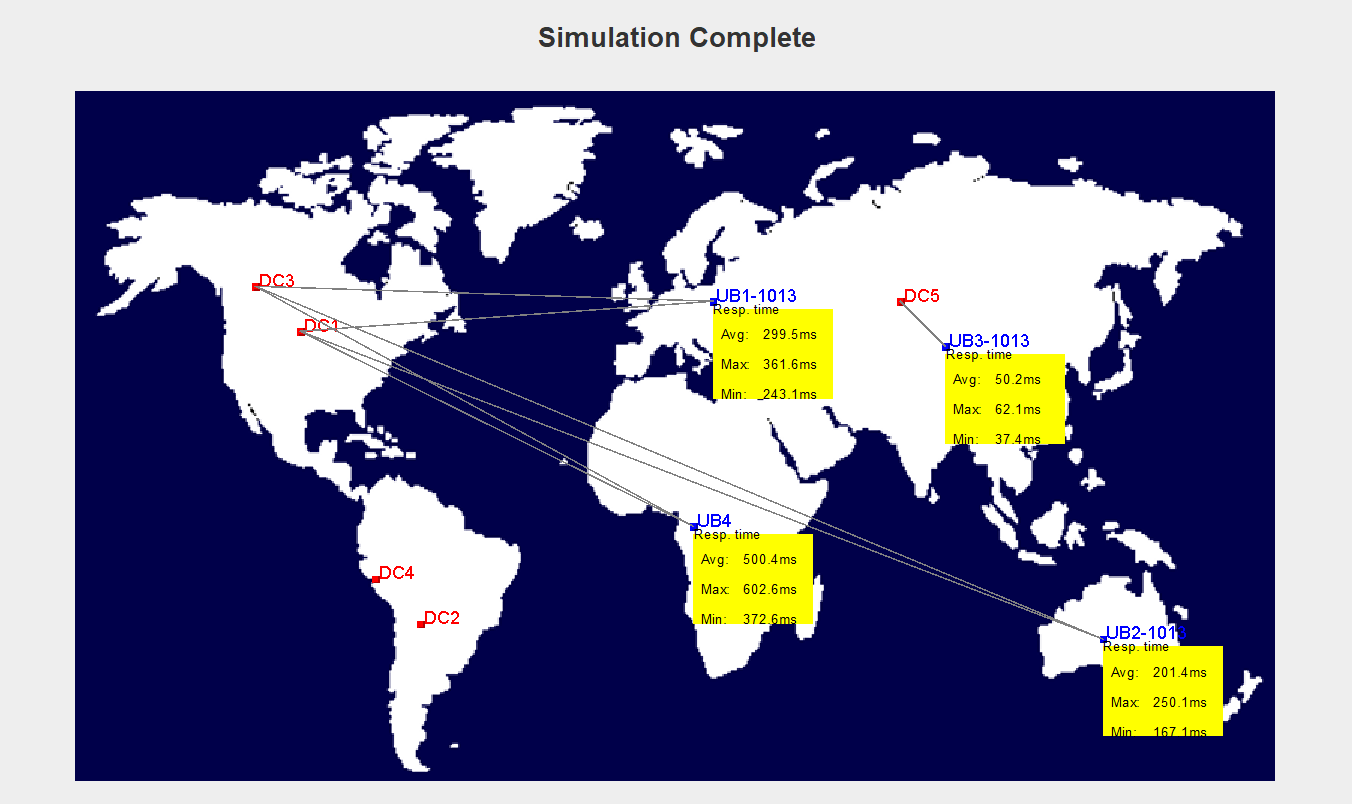 Simulation Complete
DC3
DC1
UB1-1013
Resp. time
Avg: 299.5ms
Max: 361.6ms
Min: 243.1ms
DC5
UB3-1013
Resp. time
Avg: 50.2ms
Max: 62.1ms
Min: 37.4ms
UB4
Resp. time
Avg: 500.4ms
Max: 602.6ms
Min: 372.6ms
DC4
DC2
UB2-1013
Resp. time
Avg: 201.4ms
Max: 250.1ms
Min: 167.1ms